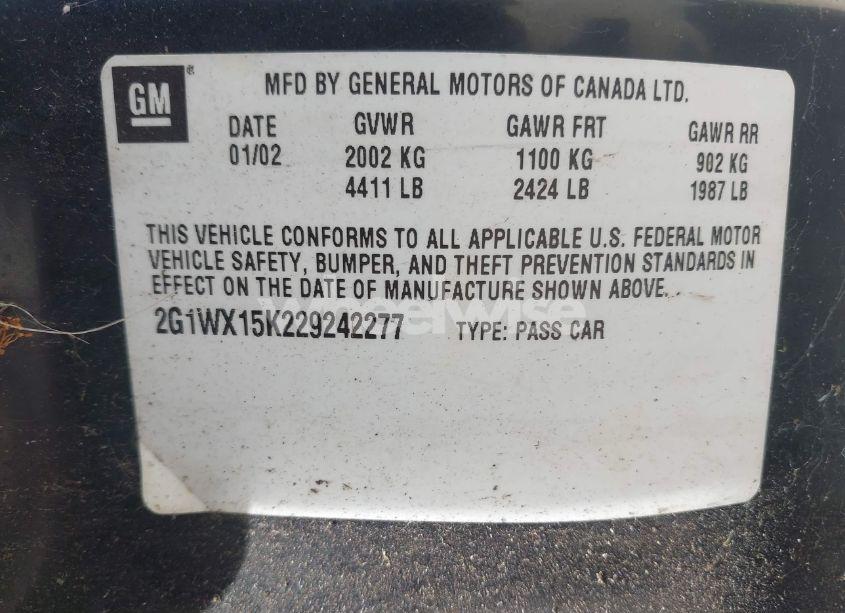 GM
MFD BY GENERAL MOTORS OF CANADA LTD.
DATE GVWR GAWR FRT GAWR RR
01/02 2002 KG 1100 KG 902 KG
4411 LB 2424 LB 1987 LB
THIS VEHICLE CONFORMS TO ALL APPLICABLE U.S. FEDERAL MOTOR
VEHICLE SAFETY, BUMPER, AND THEFT PREVENTION STANDARDS IN
EFFECT ON THE DATE OF MANUFACTURE SHOWN ABOVE.
2G1WX15K229242277 TYPE: PASS CAR